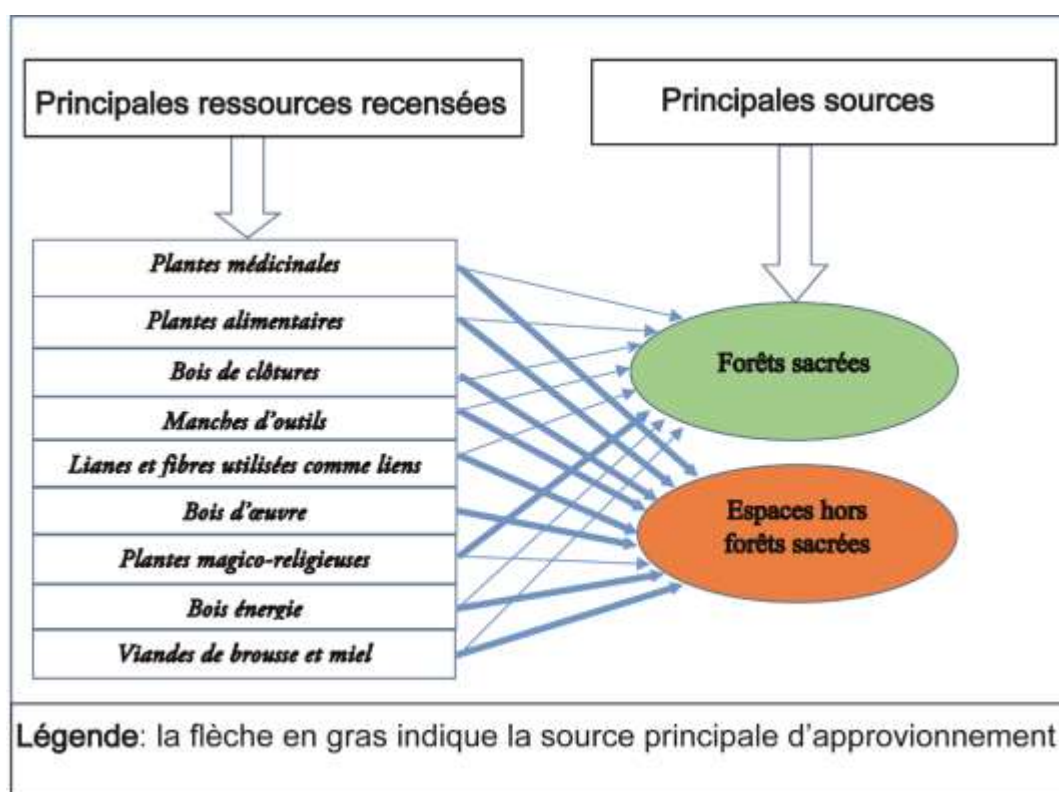 Principales ressources recensées
Principales sources
Plantes médicinales
Plantes alimentaires
Bois de clôtures
Manches d'outils
Lianes et fibres utilisées comme liens
Bois d'œuvre
Plantes magico-religieuses
Bois énergie
Viandes de brousse et miel
Forêts sacrées
Espaces hors
forêts sacrées
Légende: la flèche en gras indique la source principale d'approvionnement